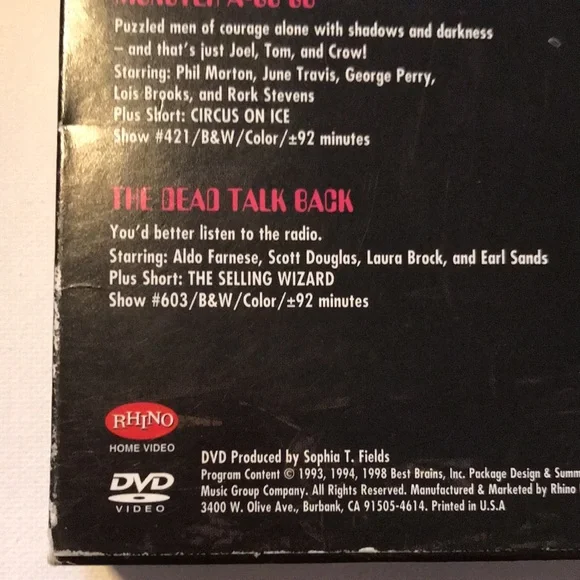 MONSTER A-GO GO
Puzzled men of courage alone with shadows and darkness
– and that's just Joel, Tom, and Crow!
Starring: Phil Morton, June Travis, George Perry,
Lois Brooks, and Rork Stevens
Plus Short: CIRCUS ON ICE
Show #421/B&W/Color/±92 minutes
THE DEAD TALK BACK
You'd better listen to the radio.
Starring: Aldo Farnese, Scott Douglas, Laura Brock, and Earl Sands
Plus Short: THE SELLING WIZARD
Show #603/B&W/Color/±92 minutes
RHINO
HOME VIDEO
DVD
VIDEO
DVD Produced by Sophia T. Fields
Program Content © 1993, 1994, 1998 Best Brains, Inc. Package Design & Summ
Music Group Company. All Rights Reserved. Manufactured & Marketed by Rhino
3400 W. Olive Ave., Burbank, CA 91505-4614. Printed in U.S.A